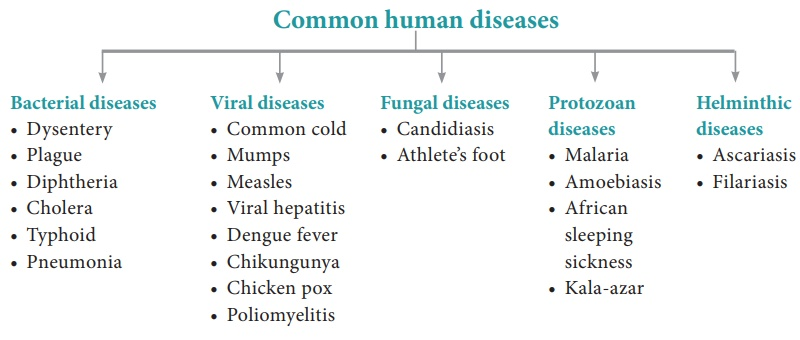 Common human diseases
Bacterial diseases
• Dysentery
• Plague
• Diphtheria
• Cholera
• Typhoid
• Pneumonia
Viral diseases
• Common cold
• Mumps
• Measles
• Viral hepatitis
• Dengue fever
• Chikungunya
• Chicken pox
• Poliomyelitis
Fungal diseases
• Candidiasis
• Athlete’s foot
Protozoan
diseases
• Malaria
• Amoebiasis
• African
sleeping
sickness
• Kala-azar
Helminthic
diseases
• Ascariasis
• Filariasis